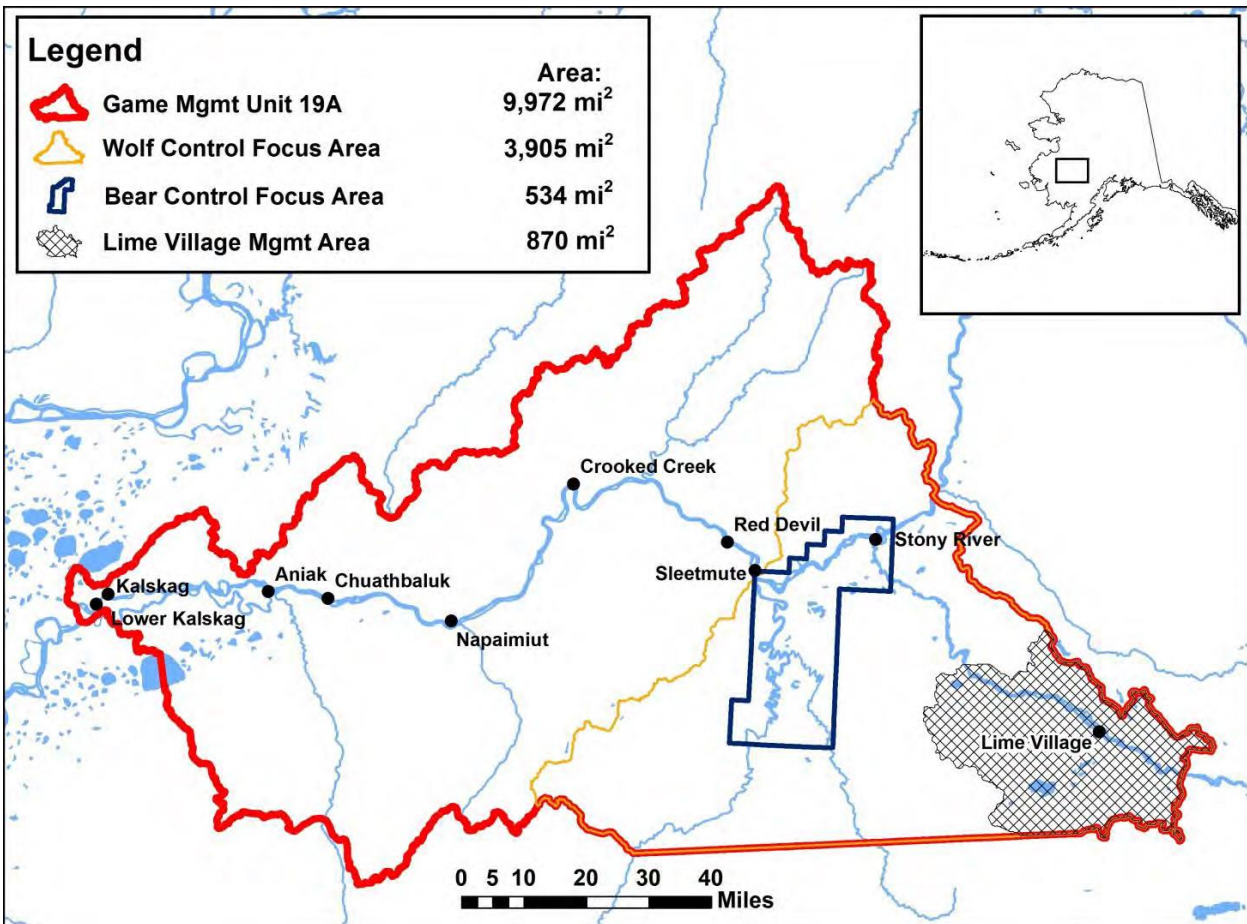 Legend
Area:
Game Mgmt Unit 19A 9,972 mi²
Wolf Control Focus Area 3,905 mi²
Bear Control Focus Area 534 mi²
Lime Village Mgmt Area 870 mi²
Crooked Creek
Red Devil
Stony River
Sleetmute
Kalskag
Aniak
Chuathbaluk
Lower Kalskag
Napaimiut
Lime Village
0 5 10 20 30 40
Miles